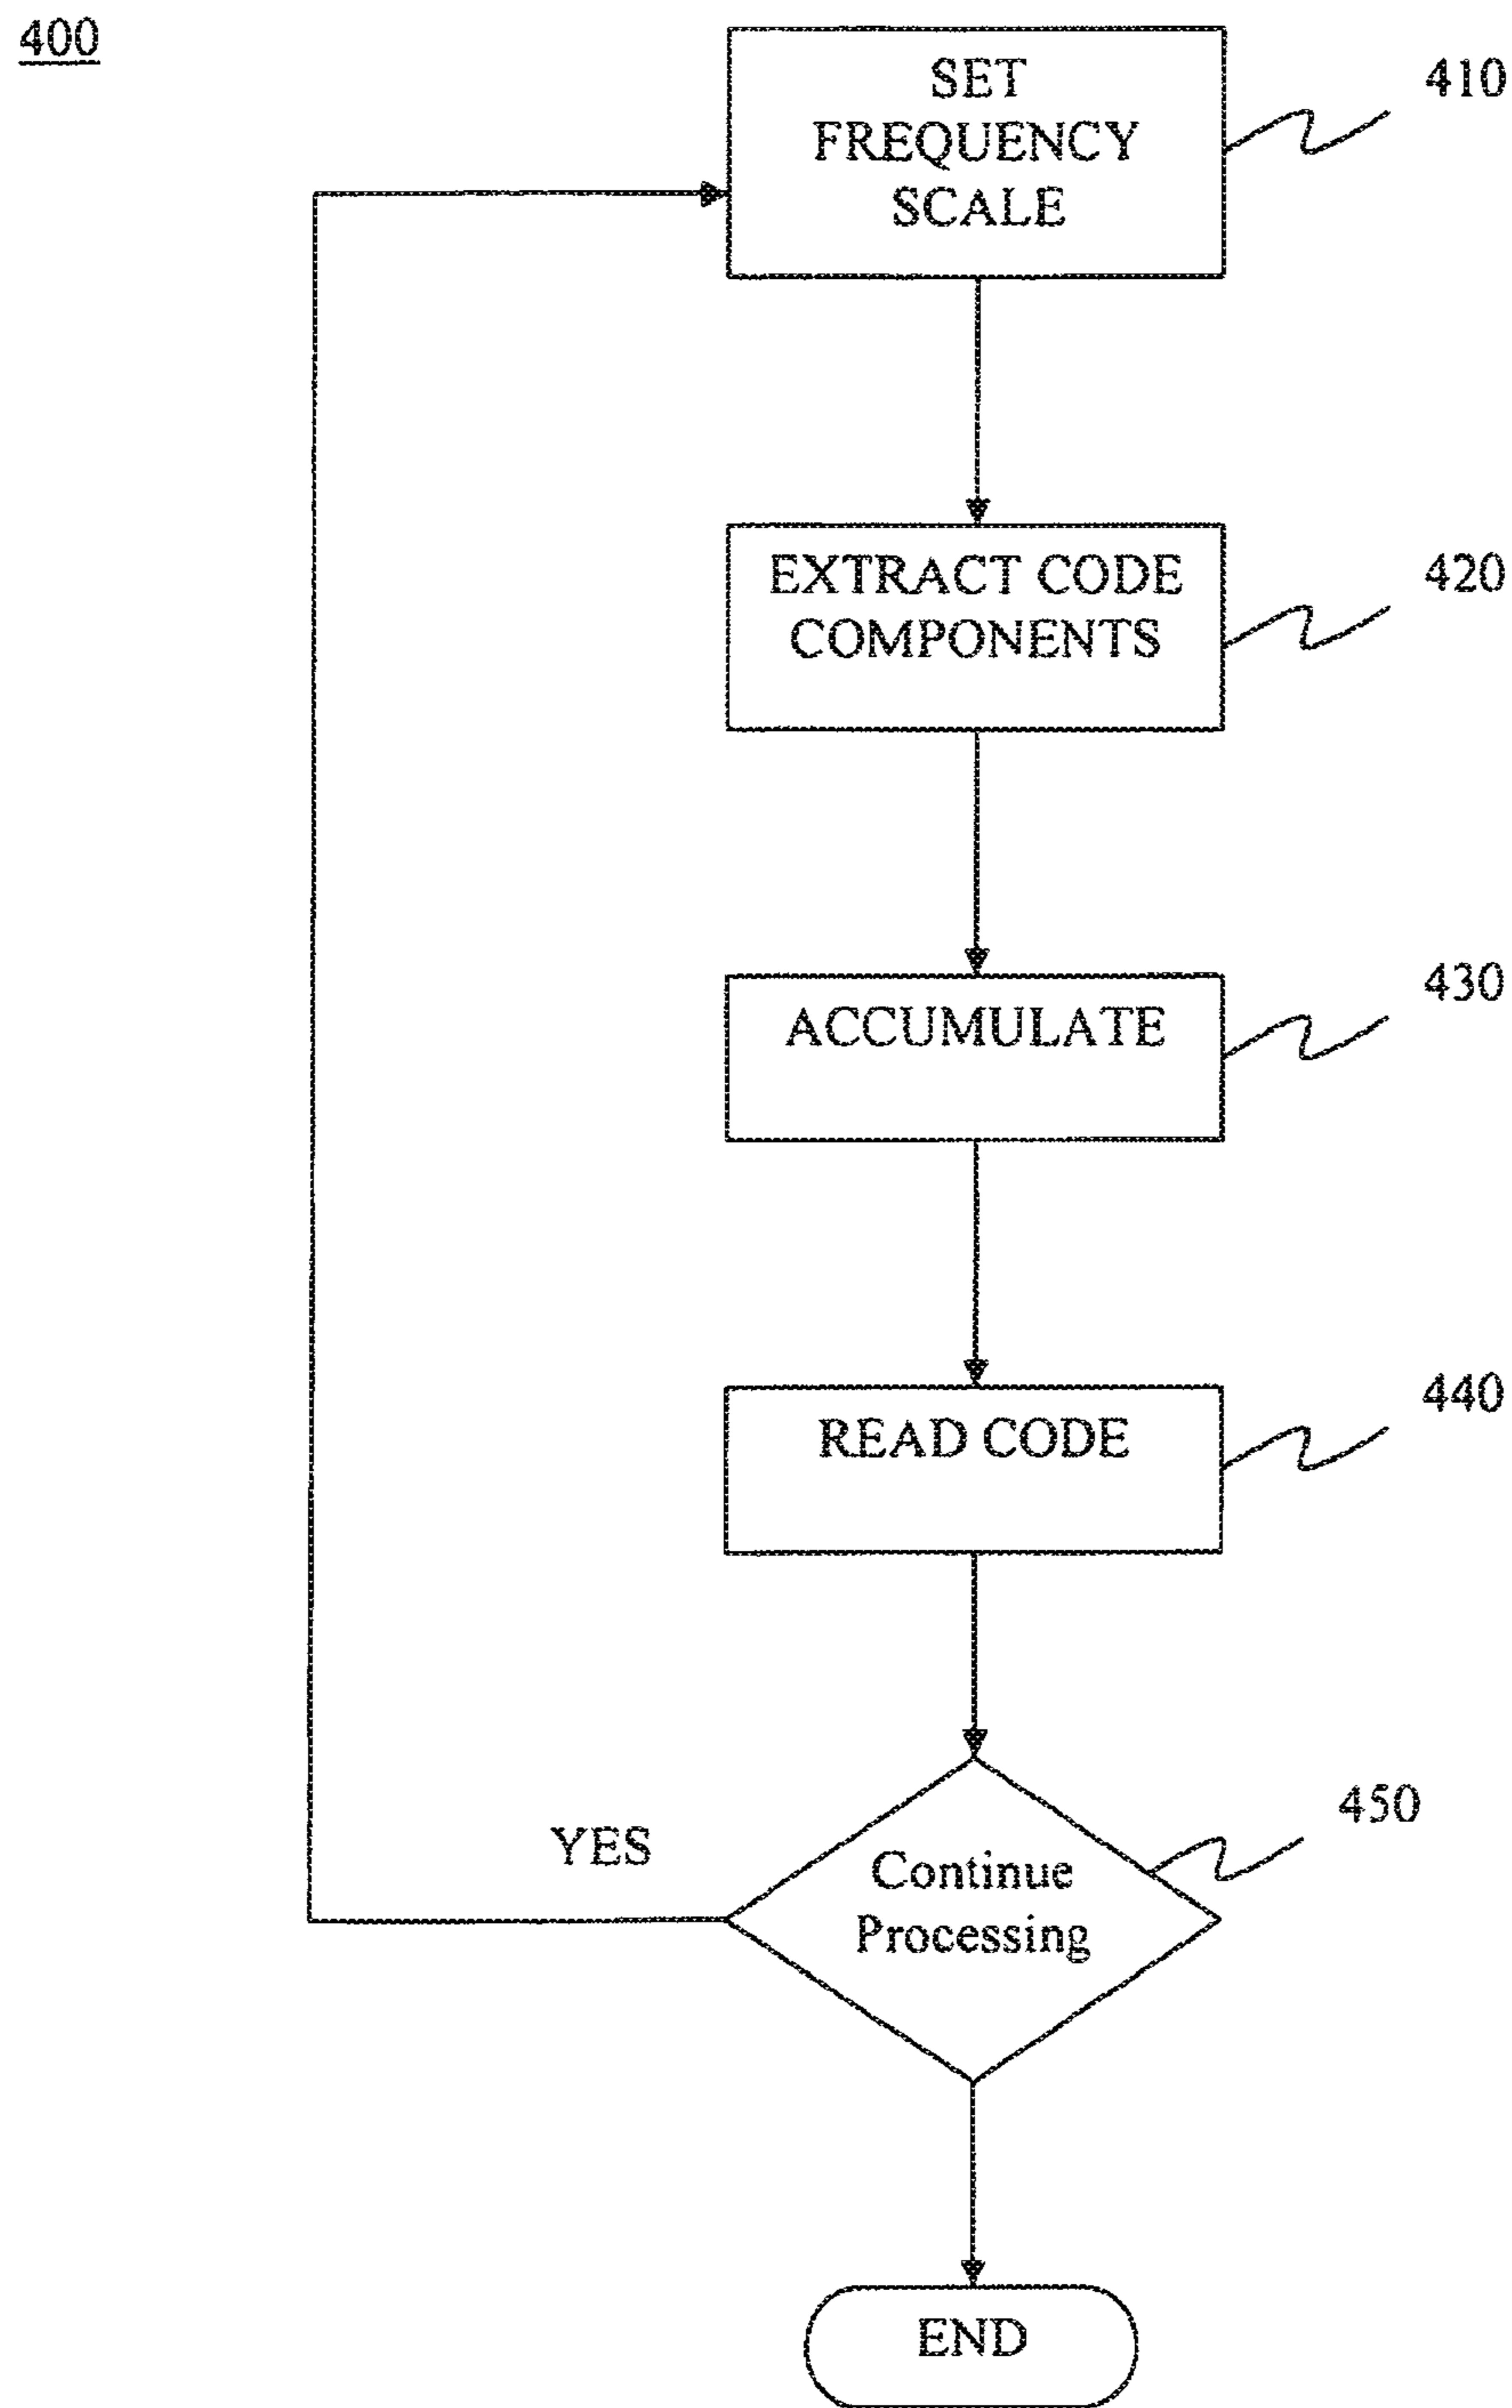 400
SET
FREQUENCY
SCALE
410
EXTRACT CODE
COMPONENTS
420
ACCUMULATE
430
READ CODE
440
YES
Continue
Processing
450
END